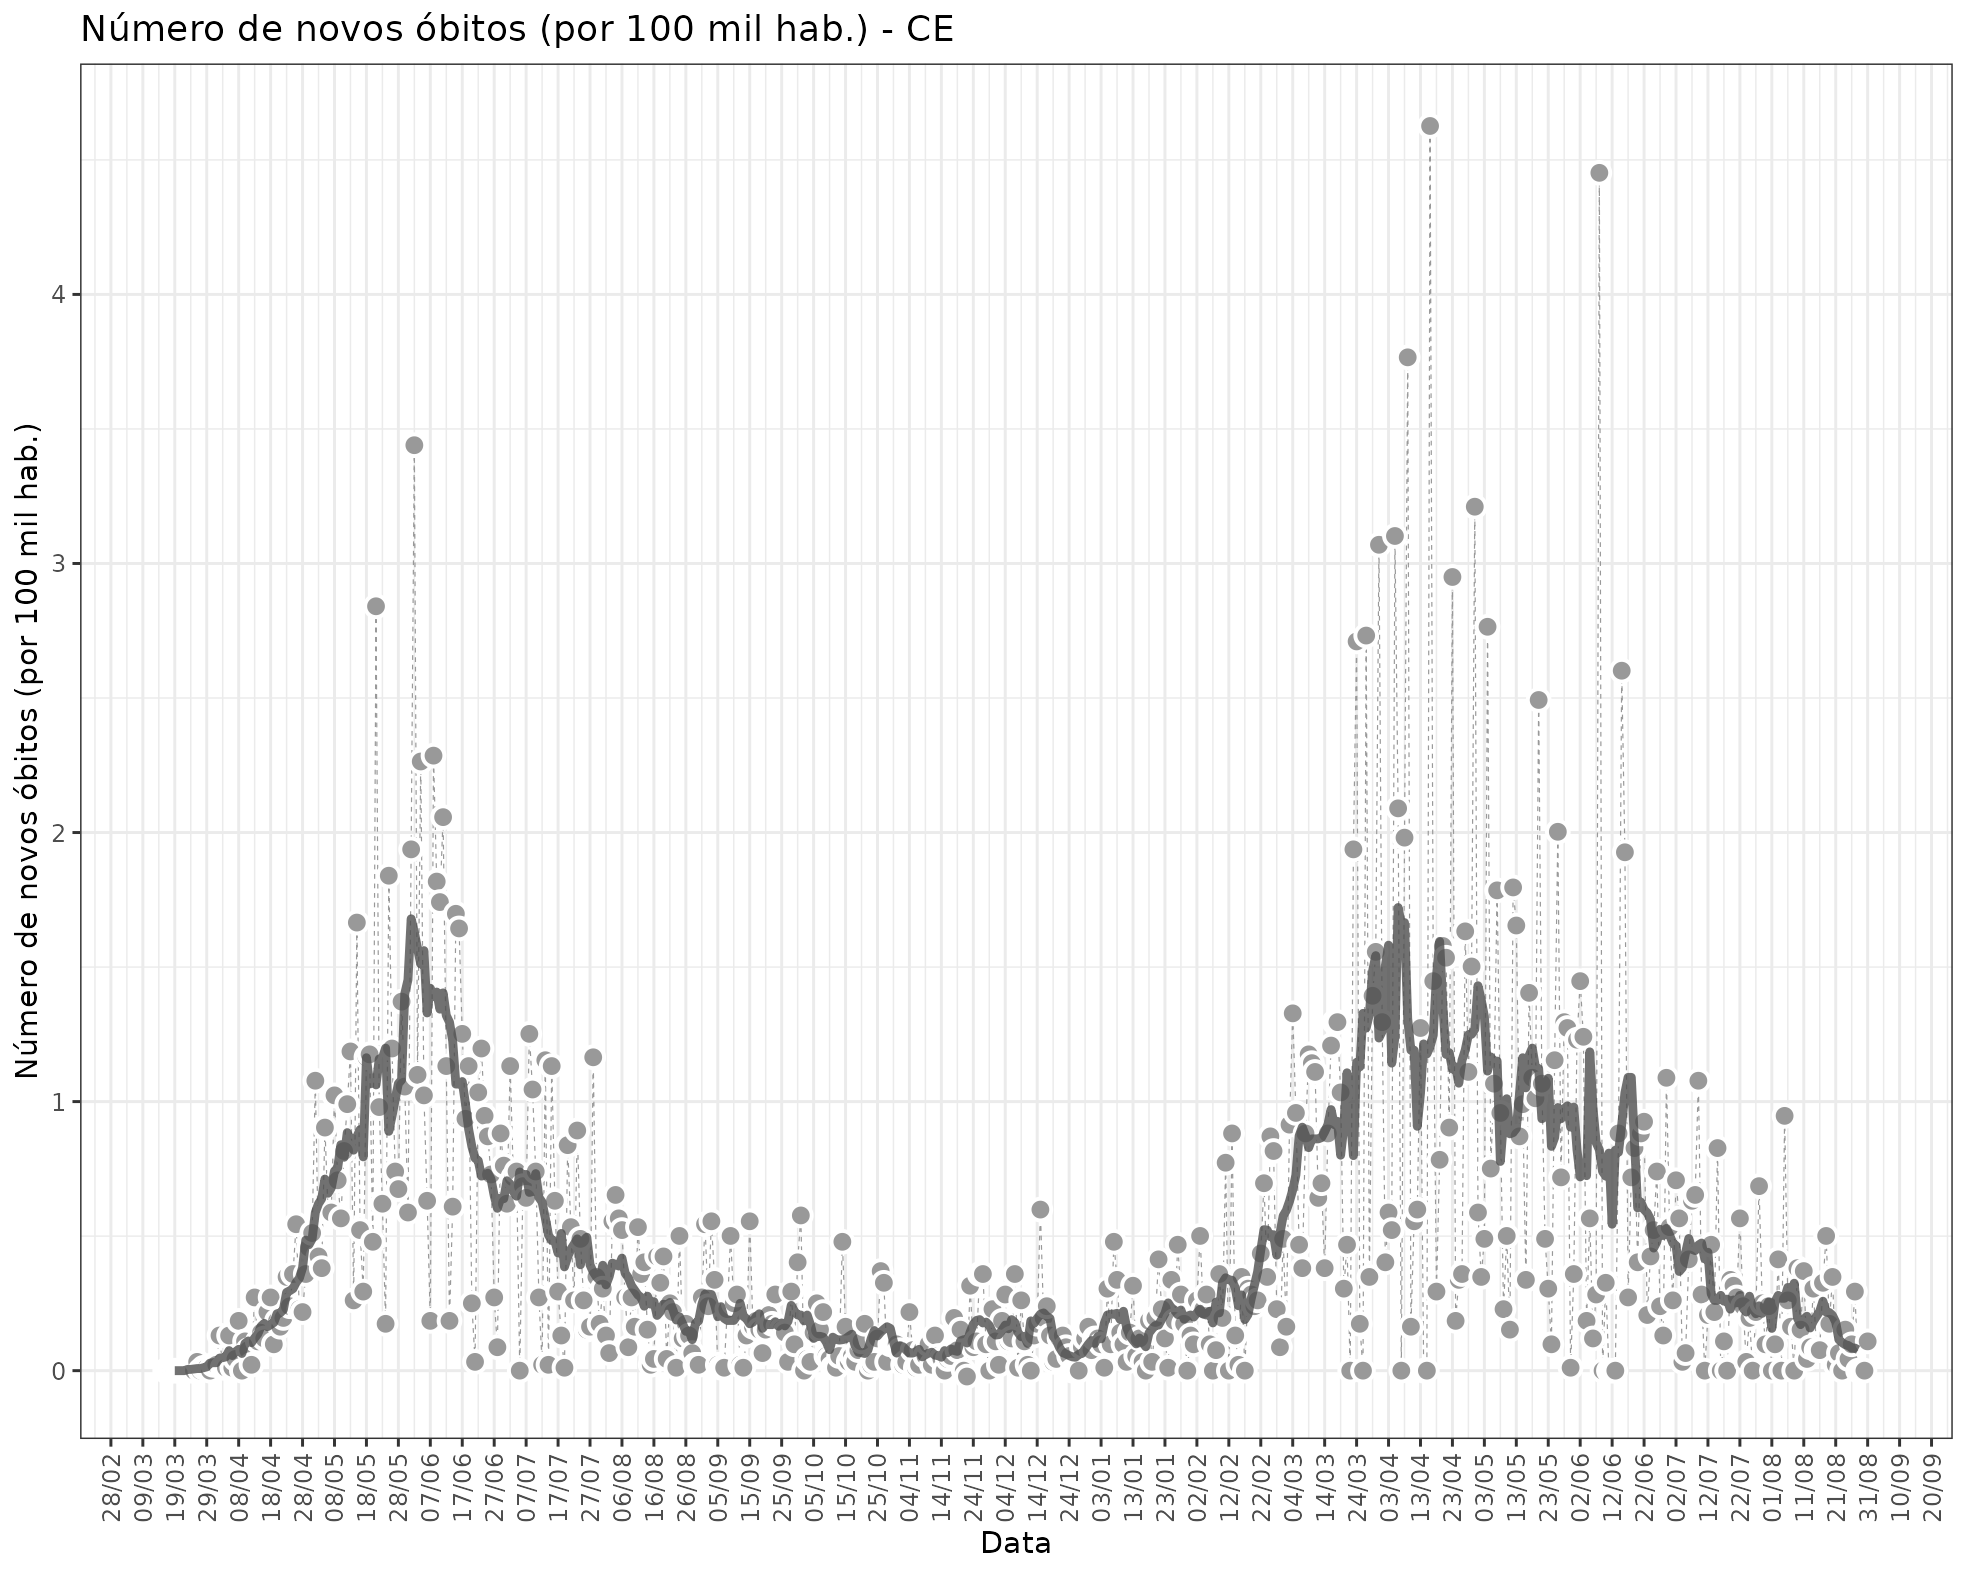 Número de novos óbitos (por 100 mil hab.) - CE
Número de novos óbitos (por 100 mil hab.)
4
3
2
1
0
28/02 09/03 19/03 29/03 08/04 18/04 28/04 08/05 18/05 28/05 07/06 17/06 27/06 07/07 17/07 27/07 06/08 16/08 26/08 05/09 15/09 25/09 05/10 15/10 25/10 04/11 14/11 24/11 04/12 14/12 24/12 03/01 13/01 23/01 02/02 12/02 22/02 04/03 14/03 24/03 03/04 13/04 23/04 03/05 13/05 23/05 02/06 12/06 22/06 02/07 12/07 22/07 01/08 11/08 21/08 31/08 10/09 20/09
Data